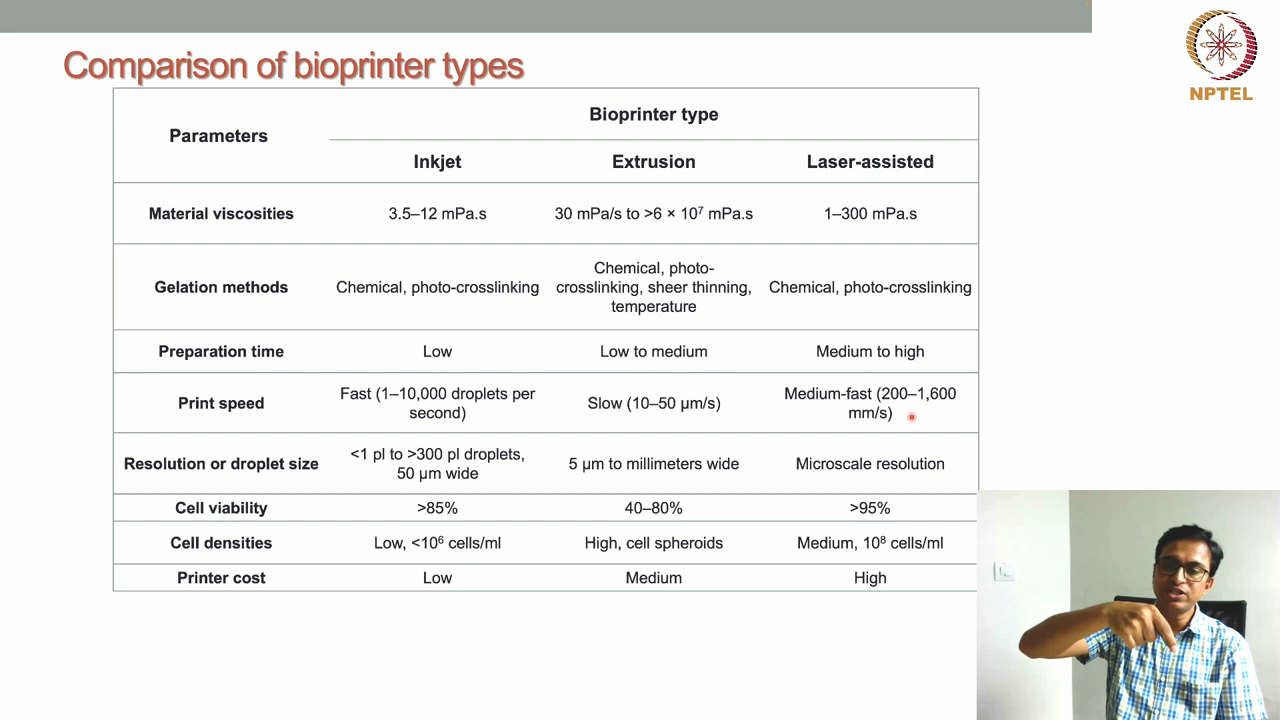 Comparison of bioprinter types
NPTEL
Parameters
Bioprinter type
Inkjet
Extrusion
Laser-assisted
Material viscosities
3.5–12 mPa.s
30 mPa/s to >6 × 10⁷ mPa.s
1–300 mPa.s
Gelation methods
Chemical, photo-crosslinking
Chemical, photo-
crosslinking, sheer thinning,
temperature
Chemical, photo-crosslinking
Preparation time
Low
Low to medium
Medium to high
Print speed
Fast (1–10,000 droplets per
second)
Slow (10–50 μm/s)
Medium-fast (200–1,600
mm/s)
Resolution or droplet size
<1 pl to >300 pl droplets,
50 μm wide
5 μm to millimeters wide
Microscale resolution
Cell viability
>85%
40–80%
>95%
Cell densities
Low, <10⁶ cells/ml
High, cell spheroids
Medium, 10⁸ cells/ml
Printer cost
Low
Medium
High